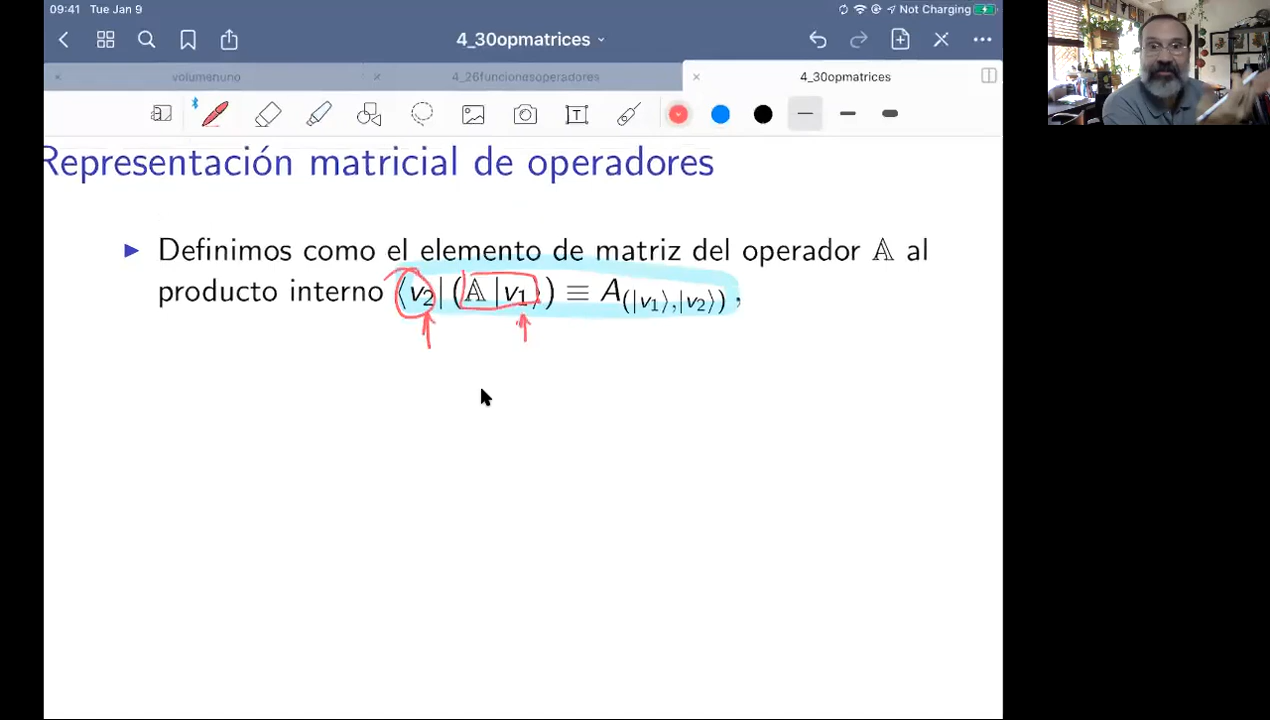 09:41 Tue Jan 9
Not Charging
4_30opmatrices
volumenuno
4_26funcionesoperadores
4_30opmatrices
Representación matricial de operadores
Definimos como el elemento de matriz del operador 𝔸 al
producto interno ⟨v₂| (𝔸 |v₁⟩) ≡ A_(|v₁⟩,|v₂⟩) ,